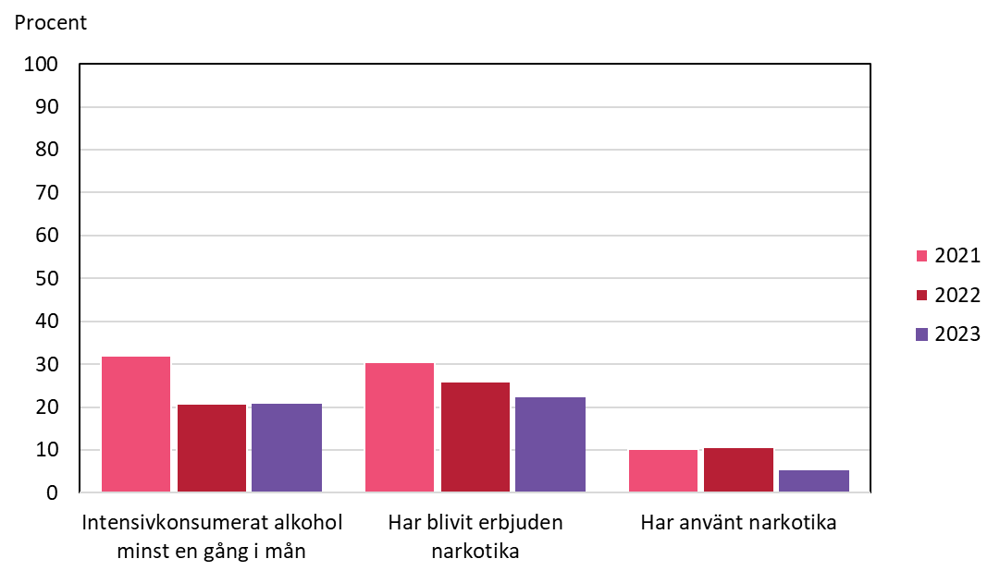 Procent
100
90
80
70
60
50
40
30
20
10
0
Intensivkonsumerat alkohol
minst en gång i mån
Har blivit erbjuden
narkotika
Har använt narkotika
2021
2022
2023